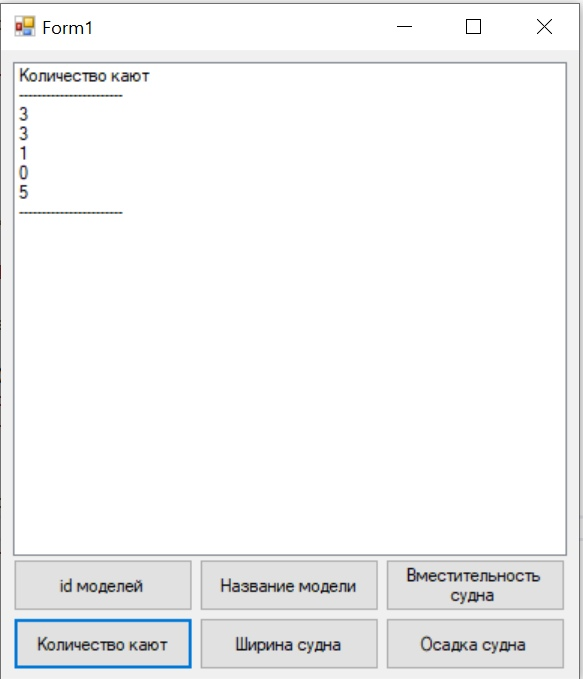 Form1
Количество кают
-----------------------
3
3
1
0
5
-----------------------
id моделей
Название модели
Вместительность
судна
Количество кают
Ширина судна
Осадка судна